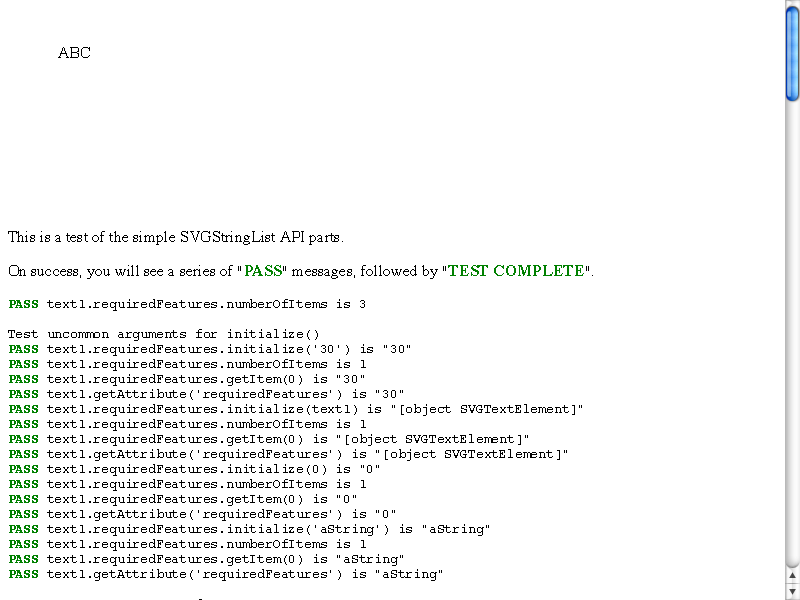 ABC
This is a test of the simple SVGStringList API parts.
On success, you will see a series of "PASS" messages, followed by "TEST COMPLETE".
PASS text1.requiredFeatures.numberOfItems is 3
Test uncommon arguments for initialize()
PASS text1.requiredFeatures.initialize('30') is "30"
PASS text1.requiredFeatures.numberOfItems is 1
PASS text1.requiredFeatures.getItem(0) is "30"
PASS text1.getAttribute('requiredFeatures') is "30"
PASS text1.requiredFeatures.initialize(text1) is "[object SVGTextElement]"
PASS text1.requiredFeatures.numberOfItems is 1
PASS text1.requiredFeatures.getItem(0) is "[object SVGTextElement]"
PASS text1.getAttribute('requiredFeatures') is "[object SVGTextElement]"
PASS text1.requiredFeatures.initialize(0) is "0"
PASS text1.requiredFeatures.numberOfItems is 1
PASS text1.requiredFeatures.getItem(0) is "0"
PASS text1.getAttribute('requiredFeatures') is "0"
PASS text1.requiredFeatures.initialize('aString') is "aString"
PASS text1.requiredFeatures.numberOfItems is 1
PASS text1.requiredFeatures.getItem(0) is "aString"
PASS text1.getAttribute('requiredFeatures') is "aString"